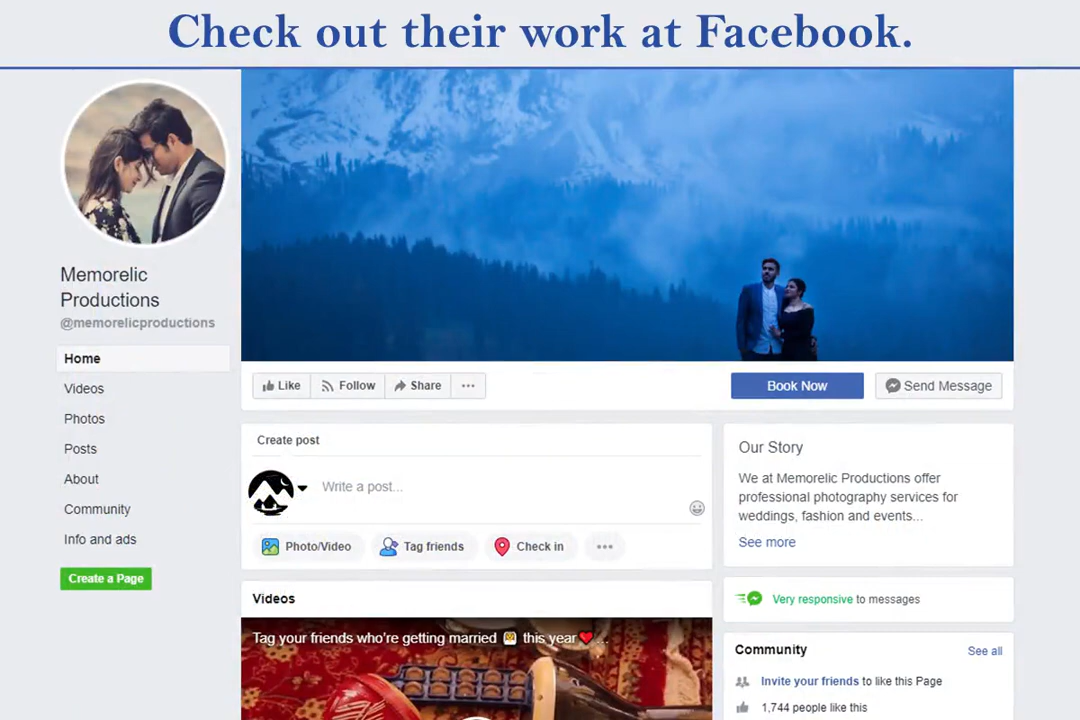 Check out their work at Facebook.
Memorelic
Productions
@memorelicproductions
Home
Videos
Photos
Posts
About
Community
Info and ads
Create a Page
Like
Follow
Share
...
Book Now
Send Message
Create post
Write a post...
Photo/Video
Tag friends
Check in
...
Videos
Tag your friends who're getting married 👰 this year❤️ ...
Our Story
We at Memorelic Productions offer
professional photography services for
weddings, fashion and events...
See more
Very responsive to messages
Community
See all
Invite your friends to like this Page
1,744 people like this